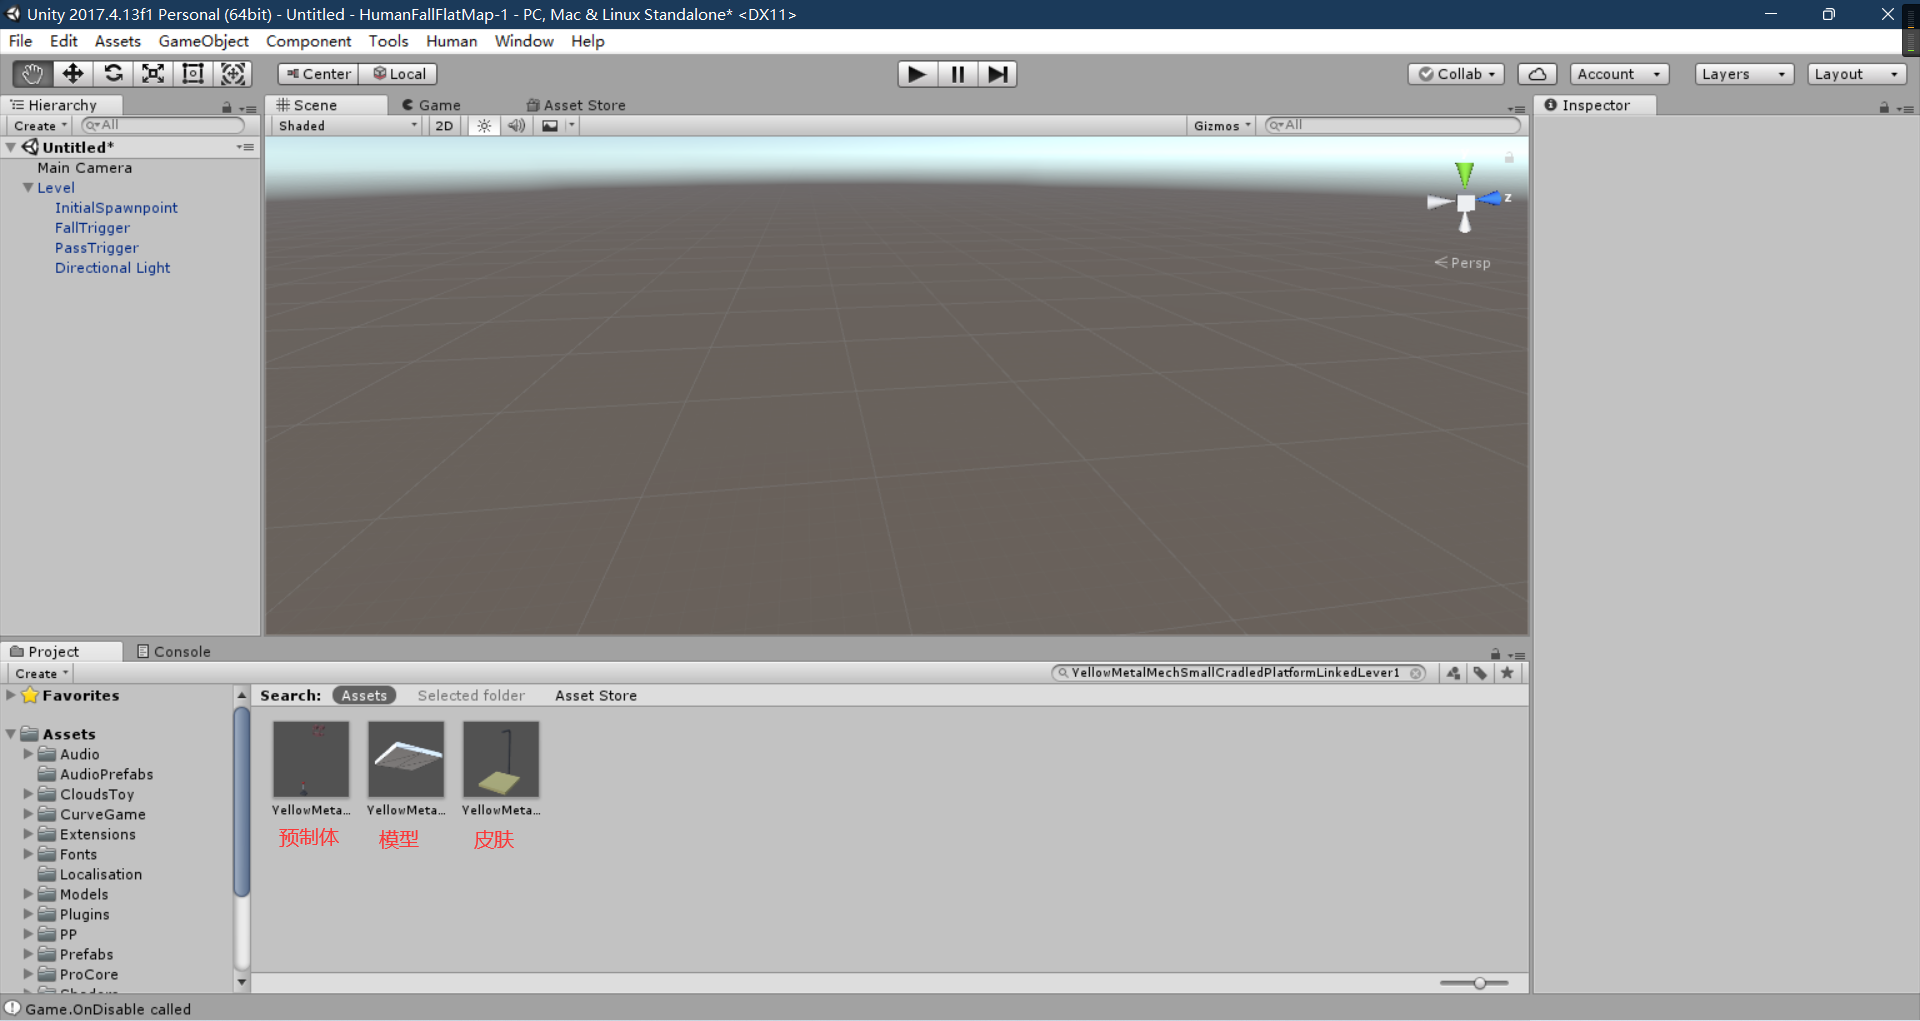 Unity 2017.4.13f1 Personal (64bit) - Untitled - HumanFallFlatMap-1 - PC, Mac & Linux Standalone* <DX11>
File Edit Assets GameObject Component Tools Human Window Help
Center Local Collab Account Layers Layout
Hierarchy Scene Game Asset Store Inspector
Create All Shaded 2D Gizmos All
Untitled*
Main Camera
Level
InitialSpawnpoint
FallTrigger
PassTrigger
Directional Light
z
Persp
Project Console
Create YellowMetalMechSmallCradledPlatformLinkedLever1
Favorites Search: Assets Selected folder Asset Store
Assets
Audio
AudioPrefabs
CloudsToy
CurveGame
Extensions
Fonts
Localisation
Models
Plugins
PP
Prefabs
ProCore
YellowMeta... YellowMeta... YellowMeta...
预制体 模型 皮肤
Game.OnDisable called